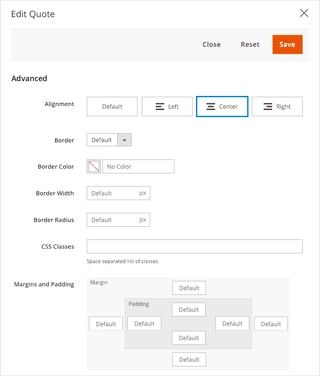 Edit Quote
Close Reset Save
Advanced
Alignment Default Left Center Right
Border Default
Border Color No Color
Border Width Default px
Border Radius Default px
CSS Classes
Space separated list of classes.
Margins and Padding Margin
Default
Padding
Default
Default Default Default Default
Default
Default